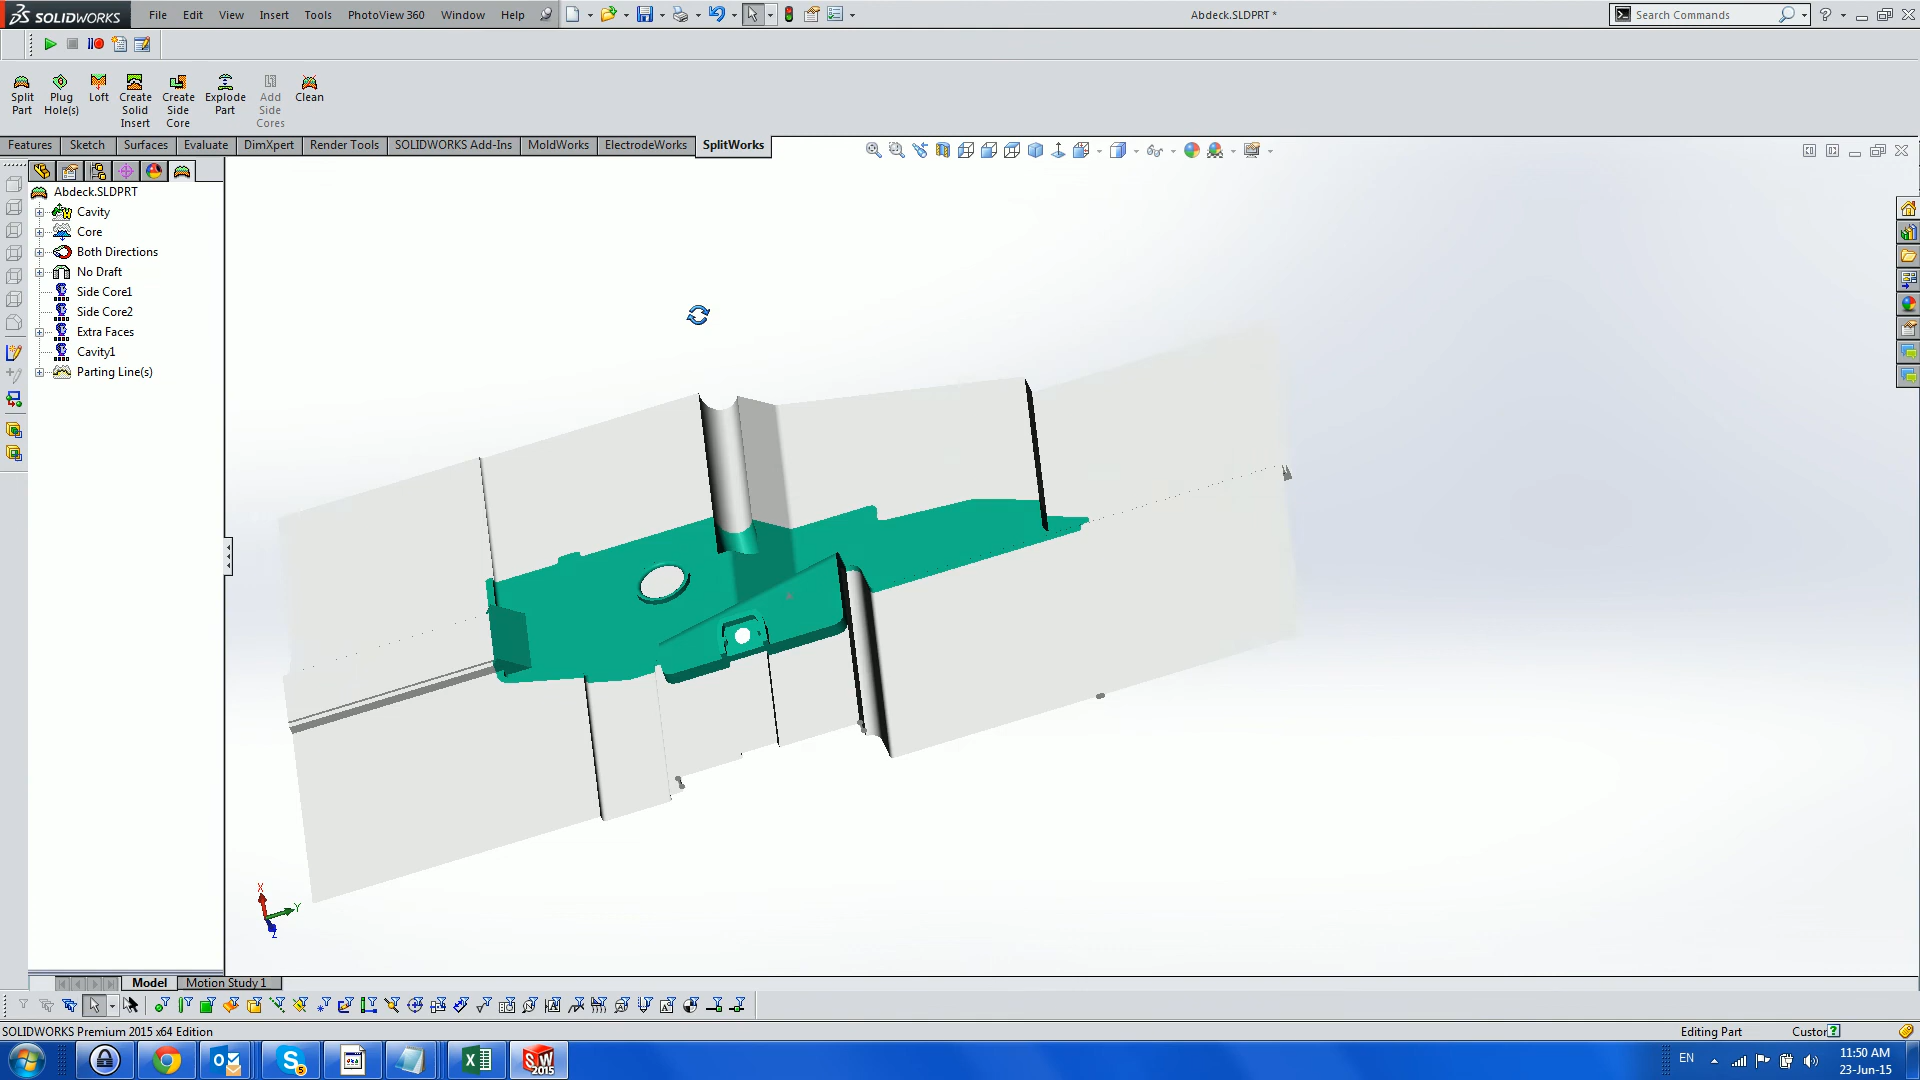 SOLIDWORKS File Edit View Insert Tools PhotoView 360 Window Help Abdeck.SLDPRT * Search Commands
Split Part
Plug Hole(s)
Loft
Create Solid Insert
Create Side Core
Explode Part
Add Side Cores
Clean
Features Sketch Surfaces Evaluate DimXpert Render Tools SOLIDWORKS Add-Ins MoldWorks ElectrodeWorks SplitWorks
Abdeck.SLDPRT
Cavity
Core
Both Directions
No Draft
Side Core1
Side Core2
Extra Faces
Cavity1
Parting Line(s)
X
Y
Z
Model Motion Study 1
SOLIDWORKS Premium 2015 x64 Edition Editing Part Custor
EN 11:50 AM
23-Jun-15
S 5
SW 2015